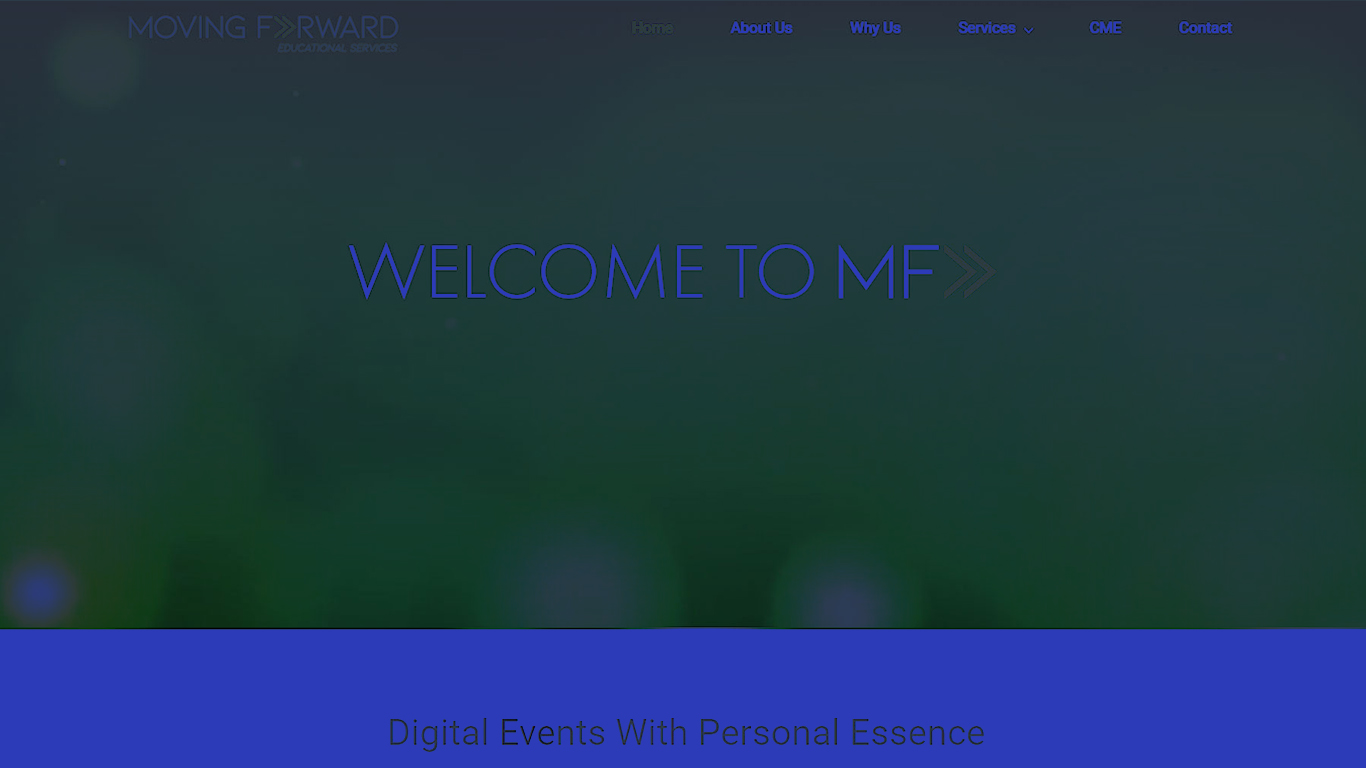 MOVING FORWARD
EDUCATIONAL SERVICES
Home About Us Why Us Services CME Contact
WELCOME TO MF
Digital Events With Personal Essence